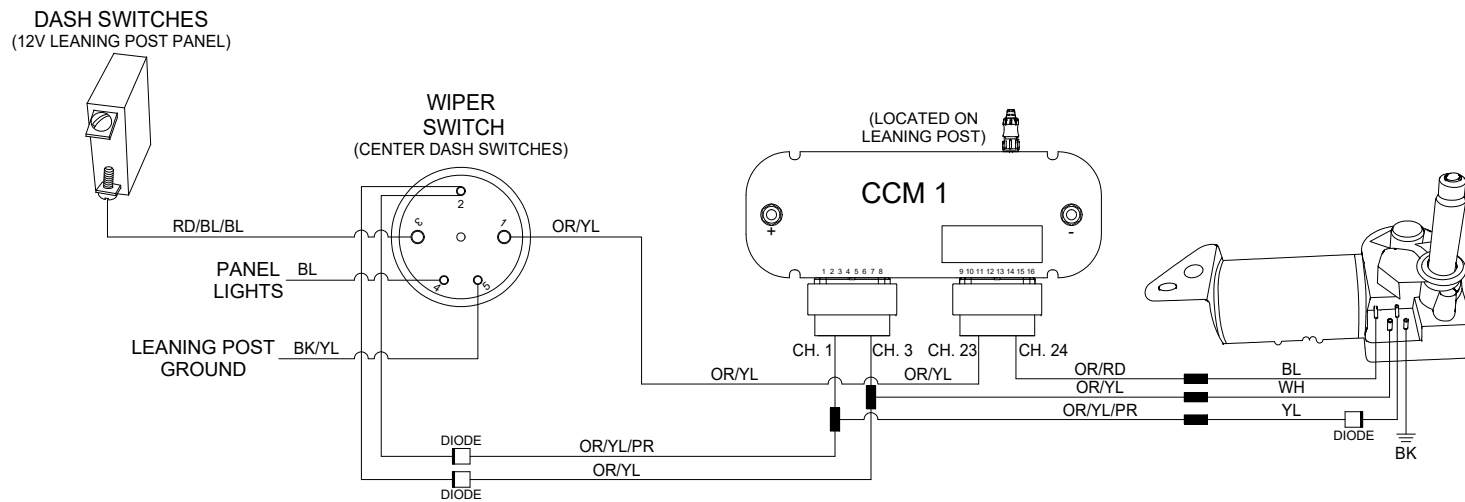 DASH SWITCHES
(12V LEANING POST PANEL)
WIPER
SWITCH
(CENTER DASH SWITCHES)
(LOCATED ON
LEANING POST)
CCM 1
+
-
2
3
1
4
5
RD/BL/BL
OR/YL
PANEL
LIGHTS
BL
LEANING POST
GROUND
BK/YL
1 2 3 4 5 6 7 8
9 10 11 12 13 14 15 16
CH. 1
CH. 3
CH. 23
CH. 24
OR/YL
OR/YL
OR/RD
BL
OR/YL
WH
OR/YL/PR
YL
DIODE
BK
DIODE
OR/YL/PR
OR/YL
DIODE